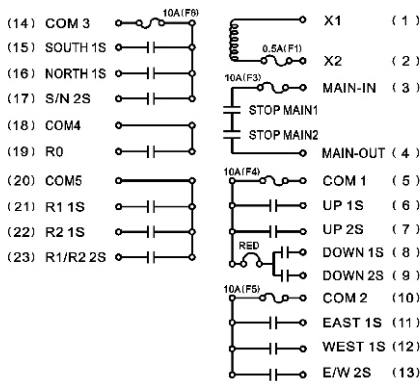 (14) COM 3 10A(F6)
(15) SOUTH 1S
(16) NORTH 1S
(17) S/N 2S
(18) COM4
(19) R0
(20) COM5
(21) R1 1S
(22) R2 1S
(23) R1/R2 2S
X1 (1)
0.5A(F1)
X2 (2)
10A(F3)
MAIN-IN (3)
STOP MAIN1
STOP MAIN2
MAIN-OUT (4)
10A(F4)
COM 1 (5)
UP 1S (6)
UP 2S (7)
RED
DOWN 1S (8)
DOWN 2S (9)
10A(F5)
COM 2 (10)
EAST 1S (11)
WEST 1S (12)
E/W 2S (13)